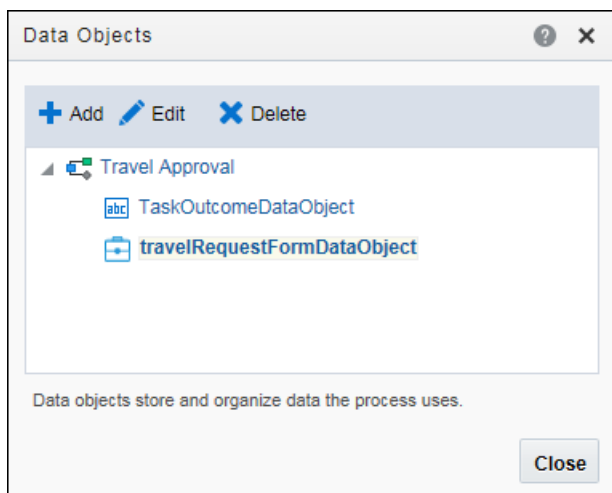 Data Objects
Add Edit Delete
Travel Approval
abc TaskOutcomeDataObject
travelRequestFormDataObject
Data objects store and organize data the process uses.
Close